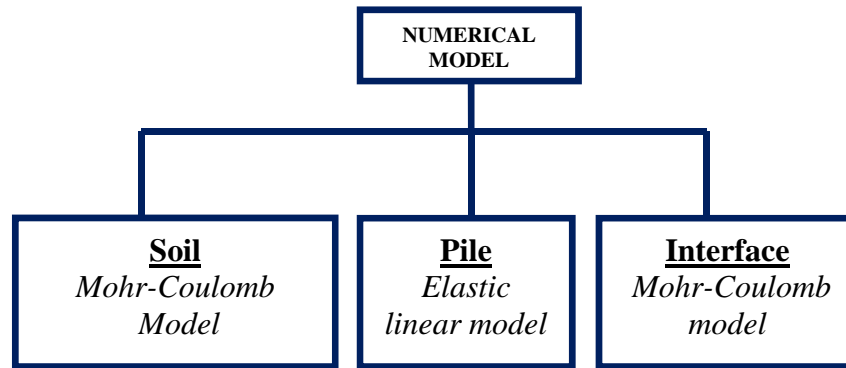 NUMERICAL
MODEL
Soil
Mohr-Coulomb
Model
Pile
Elastic
linear model
Interface
Mohr-Coulomb
model